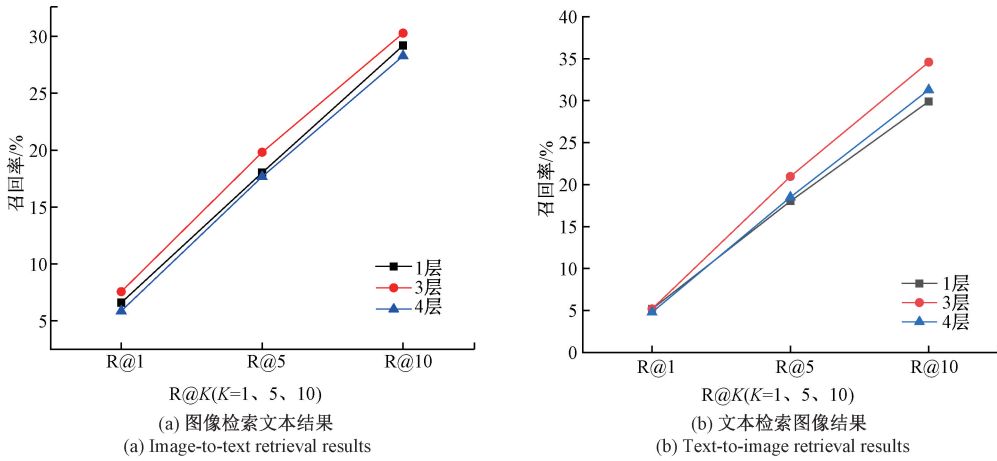 30
25
20
15
10
5
召回率/%
1层
3层
4层
R@1
R@5
R@10
R@K(K=1、5、10)
(a) 图像检索文本结果
(a) Image-to-text retrieval results
40
35
30
25
20
15
10
5
0
召回率/%
1层
3层
4层
R@1
R@5
R@10
R@K(K=1、5、10)
(b) 文本检索图像结果
(b) Text-to-image retrieval results